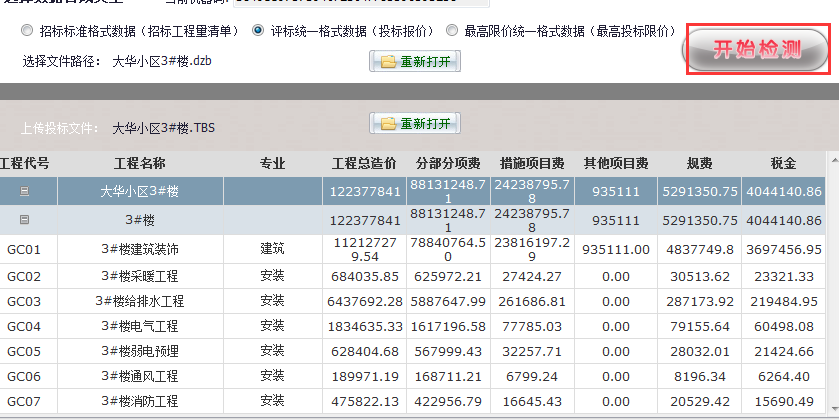 招标标准格式数据（招标工程量清单） 评标统一格式数据（投标报价） 最高限价统一格式数据（最高投标限价） 开始检测
选择文件路径： 大华小区3#楼.dzb 重新打开
上传投标文件： 大华小区3#楼.TBS 重新打开
工程代号 工程名称 专业 工程总造价 分部分项费 措施项目费 其他项目费 规费 税金
大华小区3#楼 122377841 88131248.71 24238795.78 935111 5291350.75 4044140.86
3#楼 122377841 88131248.71 24238795.78 935111 5291350.75 4044140.86
GC01 3#楼建筑装饰 建筑 112127279.54 78840764.50 23816197.29 935111.00 4837749.8 3697456.95
GC02 3#楼采暖工程 安装 684035.85 625972.21 27424.27 0.00 30513.62 23321.33
GC03 3#楼给排水工程 安装 6437692.28 5887647.99 261686.81 0.00 287173.92 219484.95
GC04 3#楼电气工程 安装 1834635.33 1617196.58 77785.03 0.00 79155.64 60498.08
GC05 3#楼弱电预埋 安装 628404.68 567999.43 32257.71 0.00 28032.01 21424.66
GC06 3#楼通风工程 安装 189971.19 168711.21 6799.24 0.00 8196.34 6264.40
GC07 3#楼消防工程 安装 475822.13 422956.79 16645.43 0.00 20529.42 15690.49